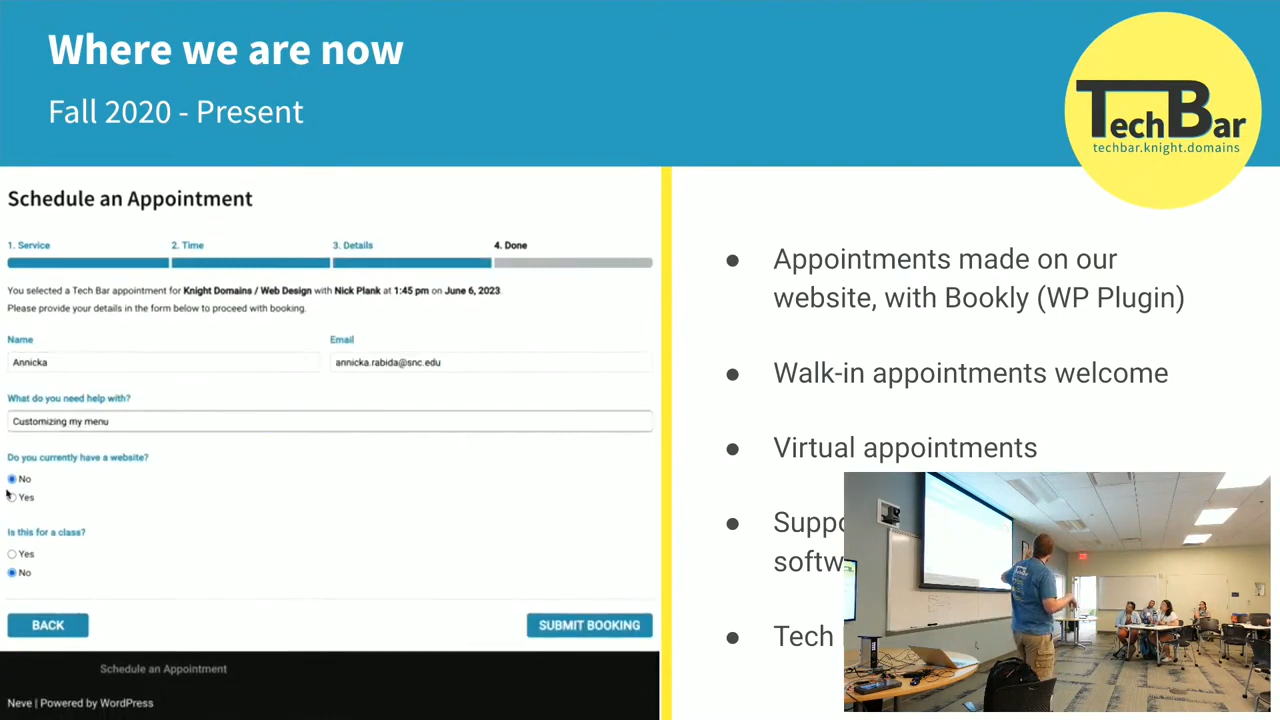 Where we are now
Fall 2020 - Present
TechBar
techbar.knight.domains
Schedule an Appointment
1. Service
2. Time
3. Details
4. Done
You selected a Tech Bar appointment for Knight Domains / Web Design with Nick Plank at 1:45 pm on June 6, 2023.
Please provide your details in the form below to proceed with booking.
Name
Email
Annicka
annicka.rabida@snc.edu
What do you need help with?
Customizing my menu
Do you currently have a website?
No
Yes
Is this for a class?
Yes
No
BACK
SUBMIT BOOKING
Schedule an Appointment
Neve | Powered by WordPress
● Appointments made on our
website, with Bookly (WP Plugin)
● Walk-in appointments welcome
● Virtual appointments
● Suppo
softw
● Tech